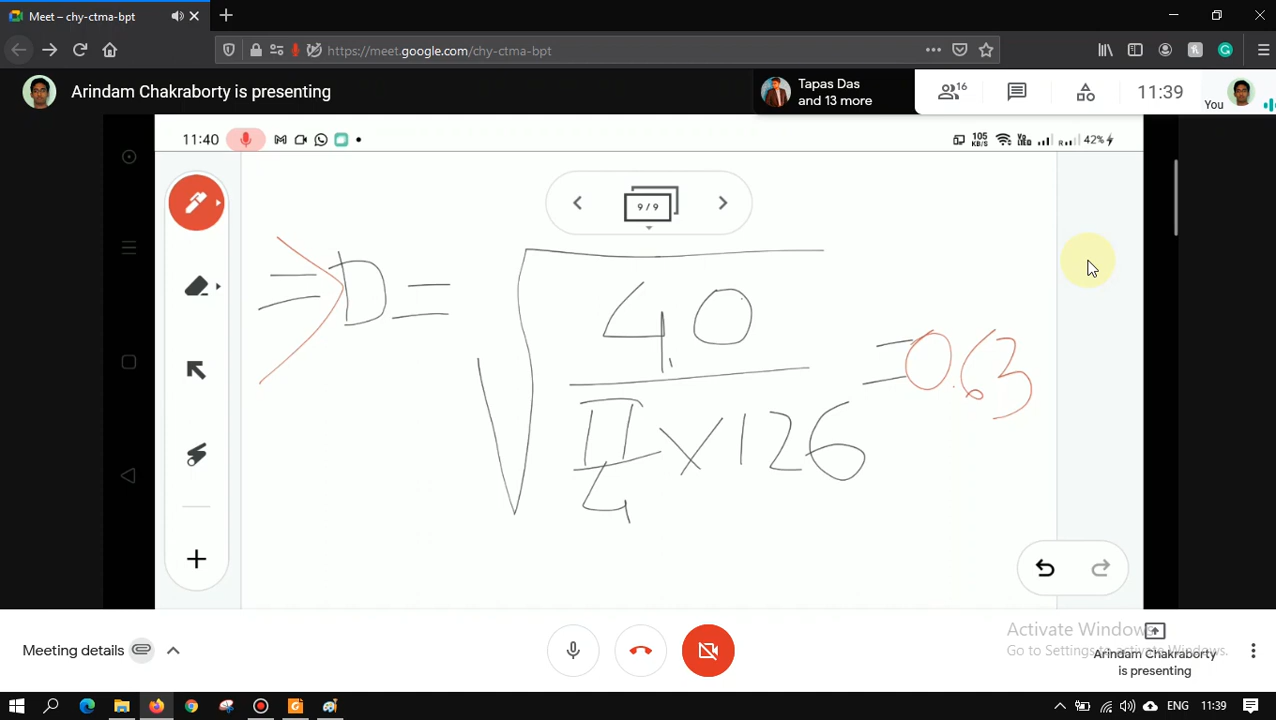 Meet – chy-ctma-bpt
https://meet.google.com/chy-ctma-bpt
Arindam Chakraborty is presenting
Tapas Das
and 13 more
16
11:39
You
11:40
105
KB/S
42%
9 / 9
=> D = √
4.0
π/4 × 126
= 0.63
Meeting details
Activate Windows
Go to Settings to activate Windows.
Arindam Chakraborty
is presenting
ENG
11:39